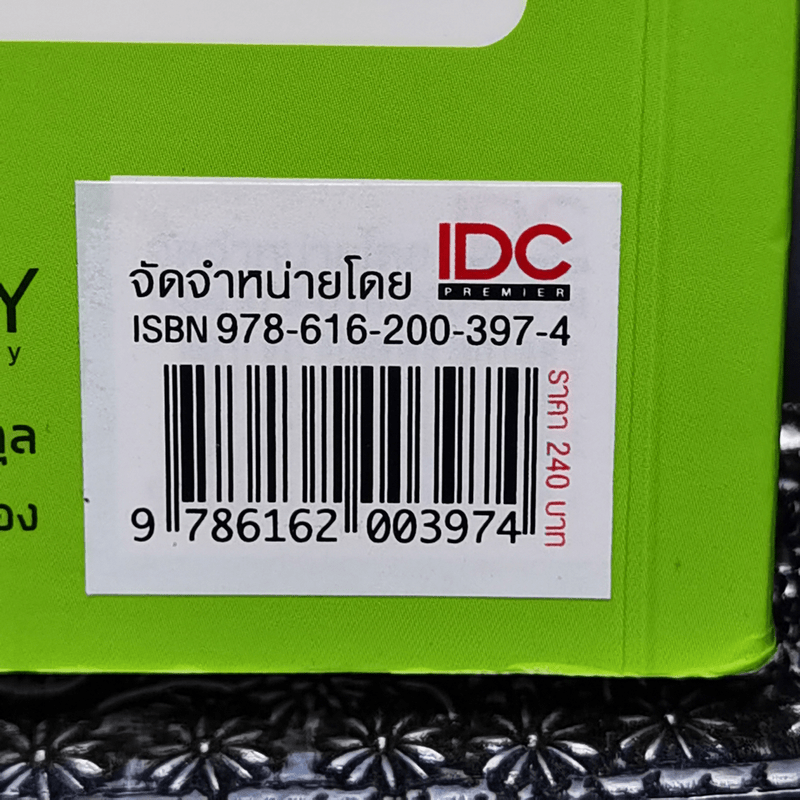 IDC
PREMIER
จัดจำหน่ายโดย
ISBN 978-616-200-397-4
ราคา 240 บาท
9 786162 003974
Y
y